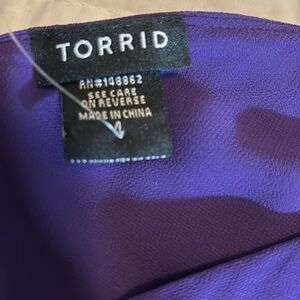 TORRID
RN#148862
SEE CARE
ON REVERSE
MADE IN CHINA